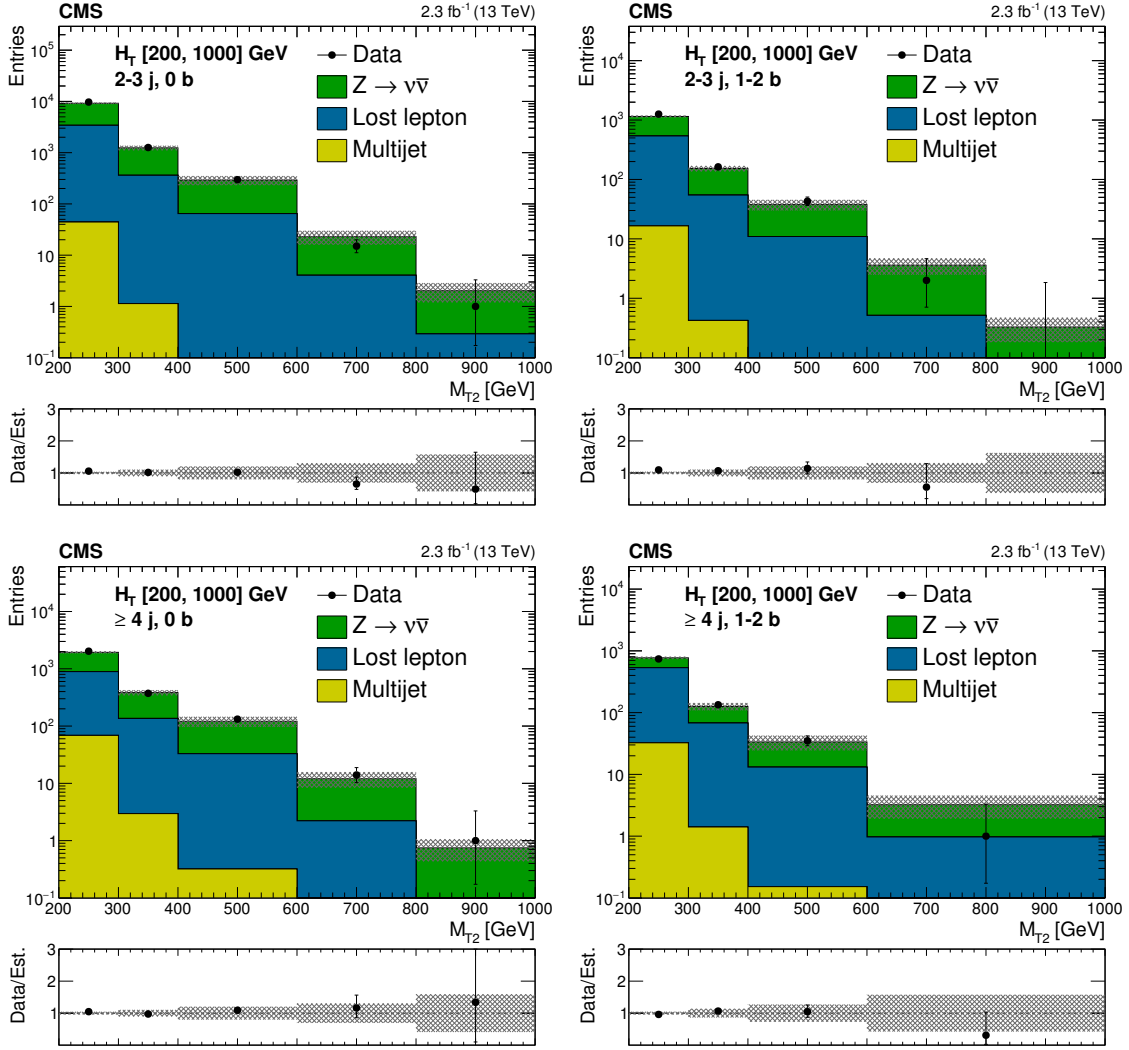 CMS 2.3 fb⁻¹ (13 TeV)
Entries
H_T [200, 1000] GeV
2-3 j, 0 b
Data
Z → νν̄
Lost lepton
Multijet
10⁵
10⁴
10³
10²
10
1
10⁻¹
200 300 400 500 600 700 800 900 1000
M_T2 [GeV]
Data/Est.
3
2
1
CMS 2.3 fb⁻¹ (13 TeV)
Entries
H_T [200, 1000] GeV
2-3 j, 1-2 b
Data
Z → νν̄
Lost lepton
Multijet
10⁴
10³
10²
10
1
10⁻¹
200 300 400 500 600 700 800 900 1000
M_T2 [GeV]
Data/Est.
3
2
1
CMS 2.3 fb⁻¹ (13 TeV)
Entries
H_T [200, 1000] GeV
≥ 4 j, 0 b
Data
Z → νν̄
Lost lepton
Multijet
10⁴
10³
10²
10
1
10⁻¹
200 300 400 500 600 700 800 900 1000
M_T2 [GeV]
Data/Est.
3
2
1
CMS 2.3 fb⁻¹ (13 TeV)
Entries
H_T [200, 1000] GeV
≥ 4 j, 1-2 b
Data
Z → νν̄
Lost lepton
Multijet
10⁴
10³
10²
10
1
10⁻¹
200 300 400 500 600 700 800 900 1000
M_T2 [GeV]
Data/Est.
3
2
1